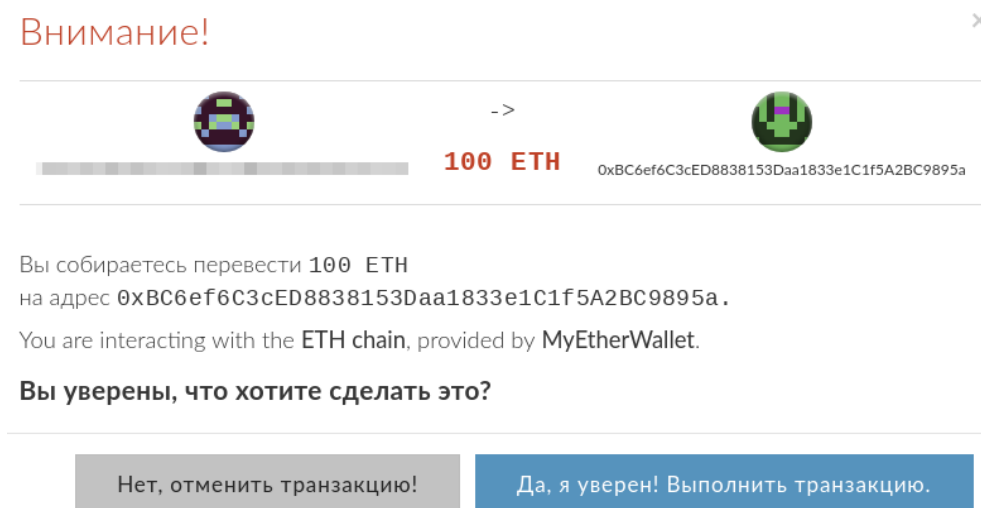 Внимание!
×
->
100 ETH
0xBC6ef6C3cED8838153Daa1833e1C1f5A2BC9895a
Вы собираетесь перевести 100 ETH
на адрес 0xBC6ef6C3cED8838153Daa1833e1C1f5A2BC9895a.
You are interacting with the ETH chain, provided by MyEtherWallet.
Вы уверены, что хотите сделать это?
Нет, отменить транзакцию!
Да, я уверен! Выполнить транзакцию.